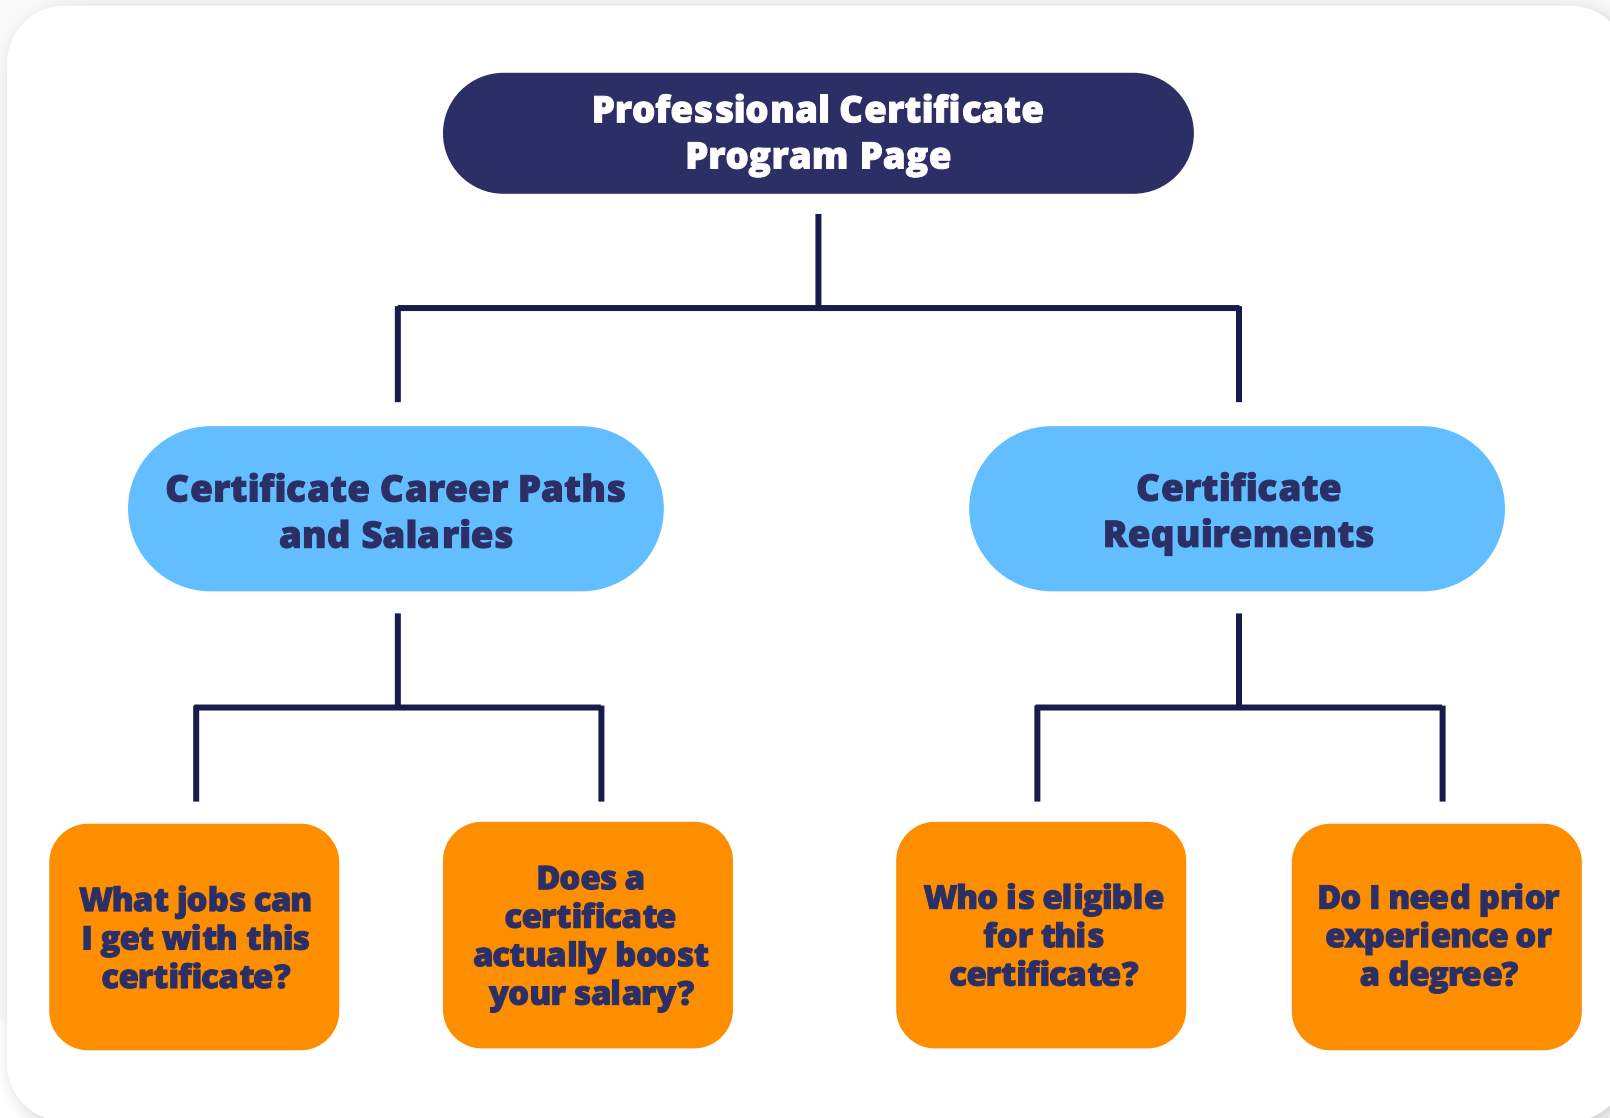 Professional Certificate
Program Page
Certificate Career Paths
and Salaries
Certificate
Requirements
What jobs can
I get with this
certificate?
Does a
certificate
actually boost
your salary?
Who is eligible
for this
certificate?
Do I need prior
experience or
a degree?